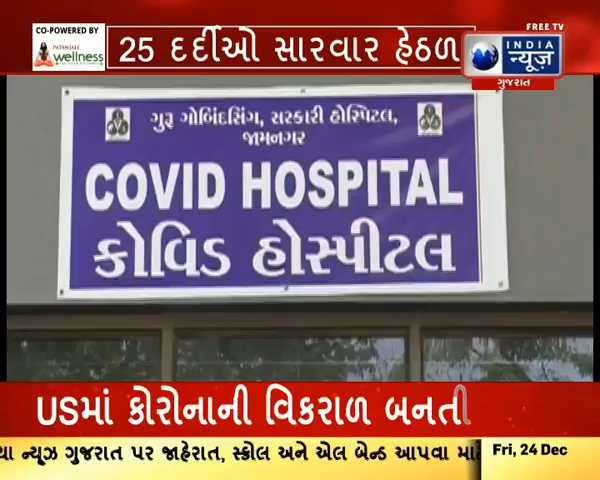 CO-POWERED BY
PATANJALI
wellness
25 દર્દીઓ સારવાર હેઠળ
FREE TV
INDIA
ન્યૂઝ
ગુજરાત
ગુરૂ ગોબિંદસિંગ, સરકારી હોસ્પિટલ,
જામનગર
COVID HOSPITAL
કોવિડ હોસ્પીટલ
USમાં કોરોનાની વિકરાળ બનતી
ન્યૂઝ ગુજરાત પર જાહેરાત, સ્ક્રોલ અને એલ બેન્ડ આપવા
Fri, 24 Dec